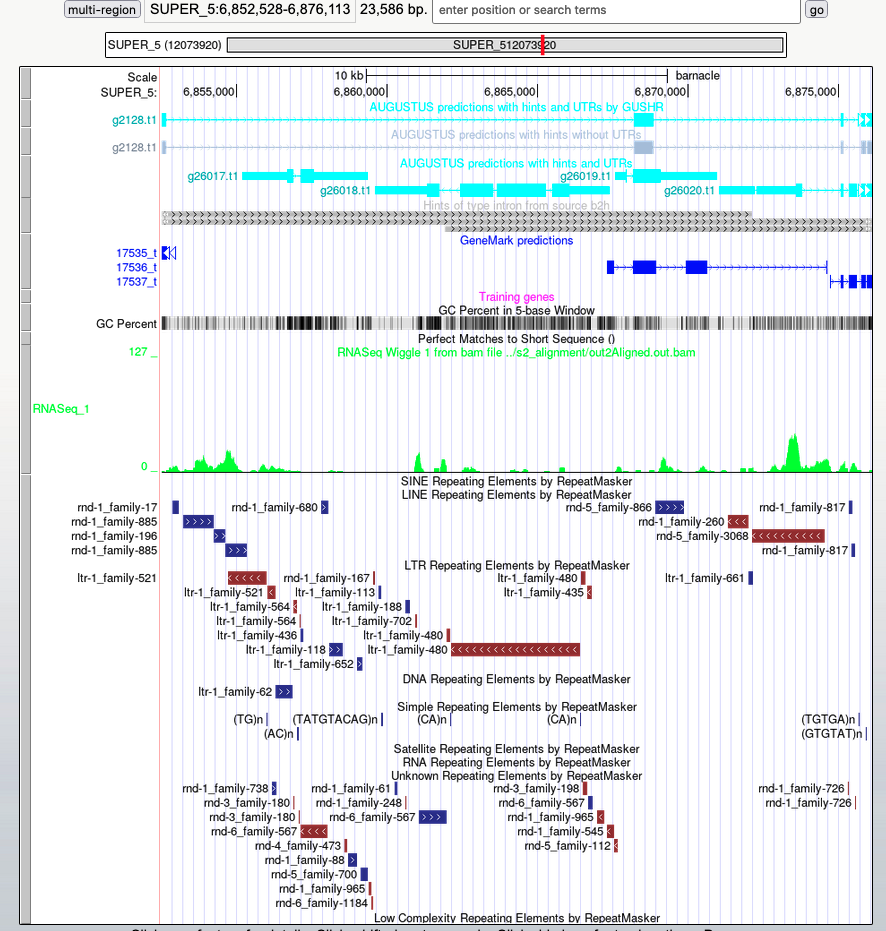 multi-region SUPER_5:6,852,528-6,876,113 23,586 bp. enter position or search terms go
SUPER_5 (12073920) SUPER_512073920
Scale 10 kb barnacle
SUPER_5: 6,855,000 6,860,000 6,865,000 6,870,000 6,875,000
AUGUSTUS predictions with hints and UTRs by GUSHR
g2128.t1
AUGUSTUS predictions with hints without UTRs
g2128.t1
AUGUSTUS predictions with hints and UTRs
g26017.t1 g26019.t1
g26018.t1 g26020.t1
Hints of type intron from source b2h
GeneMark predictions
17535_t
17536_t
17537_t
Training genes
GC Percent in 5-base Window
GC Percent
Perfect Matches to Short Sequence ()
127 _ RNASeq Wiggle 1 from bam file ../s2_alignment/out2Aligned.out.bam
RNASeq_1
0 _
SINE Repeating Elements by RepeatMasker
LINE Repeating Elements by RepeatMasker
rnd-1_family-17 rnd-1_family-680 rnd-5_family-866 rnd-1_family-817
rnd-1_family-885 rnd-1_family-260
rnd-1_family-196 rnd-5_family-3068
rnd-1_family-885 rnd-1_family-817
LTR Repeating Elements by RepeatMasker
ltr-1_family-521 rnd-1_family-167 ltr-1_family-480 ltr-1_family-661
ltr-1_family-521 ltr-1_family-113 ltr-1_family-435
ltr-1_family-564 ltr-1_family-188
ltr-1_family-564 ltr-1_family-702
ltr-1_family-436 ltr-1_family-480
ltr-1_family-118 ltr-1_family-480
ltr-1_family-652
DNA Repeating Elements by RepeatMasker
ltr-1_family-62
Simple Repeating Elements by RepeatMasker
(TG)n (TATGTACAG)n (CA)n (CA)n (TGTGA)n
(AC)n (GTGTAT)n
Satellite Repeating Elements by RepeatMasker
RNA Repeating Elements by RepeatMasker
Unknown Repeating Elements by RepeatMasker
rnd-1_family-738 rnd-1_family-61 rnd-3_family-198 rnd-1_family-726
rnd-3_family-180 rnd-1_family-248 rnd-6_family-567 rnd-1_family-726
rnd-3_family-180 rnd-6_family-567 rnd-1_family-965
rnd-6_family-567 rnd-1_family-545
rnd-4_family-473 rnd-5_family-112
rnd-1_family-88
rnd-5_family-700
rnd-1_family-965
rnd-6_family-1184
Low Complexity Repeating Elements by RepeatMasker